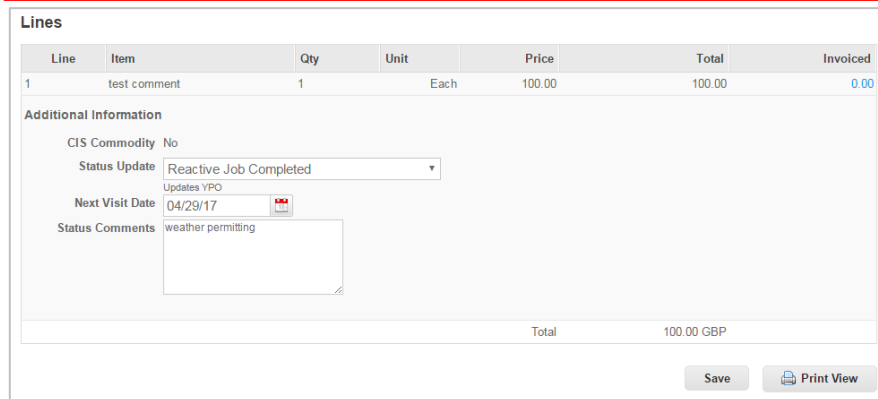 Lines
Line Item Qty Unit Price Total Invoiced
1 test comment 1 Each 100.00 100.00 0.00
Additional Information
CIS Commodity No
Status Update Reactive Job Completed
Updates YPO
Next Visit Date 04/29/17
Status Comments weather permitting
Total 100.00 GBP
Save Print View